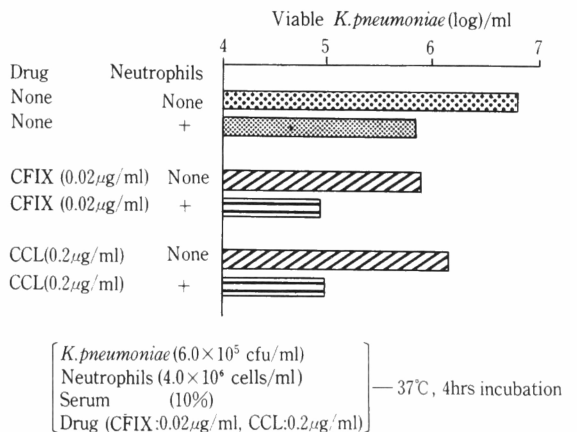 Viable K.pneumoniae (log)/ml
4 5 6 7
Drug Neutrophils
None None
None +
CFIX (0.02μg/ml) None
CFIX (0.02μg/ml) +
CCL(0.2μg/ml) None
CCL(0.2μg/ml) +
K.pneumoniae (6.0×10⁵ cfu/ml)
Neutrophils (4.0×10⁶ cells/ml)
Serum (10%)
Drug (CFIX:0.02μg/ml, CCL:0.2μg/ml)
37℃, 4hrs incubation